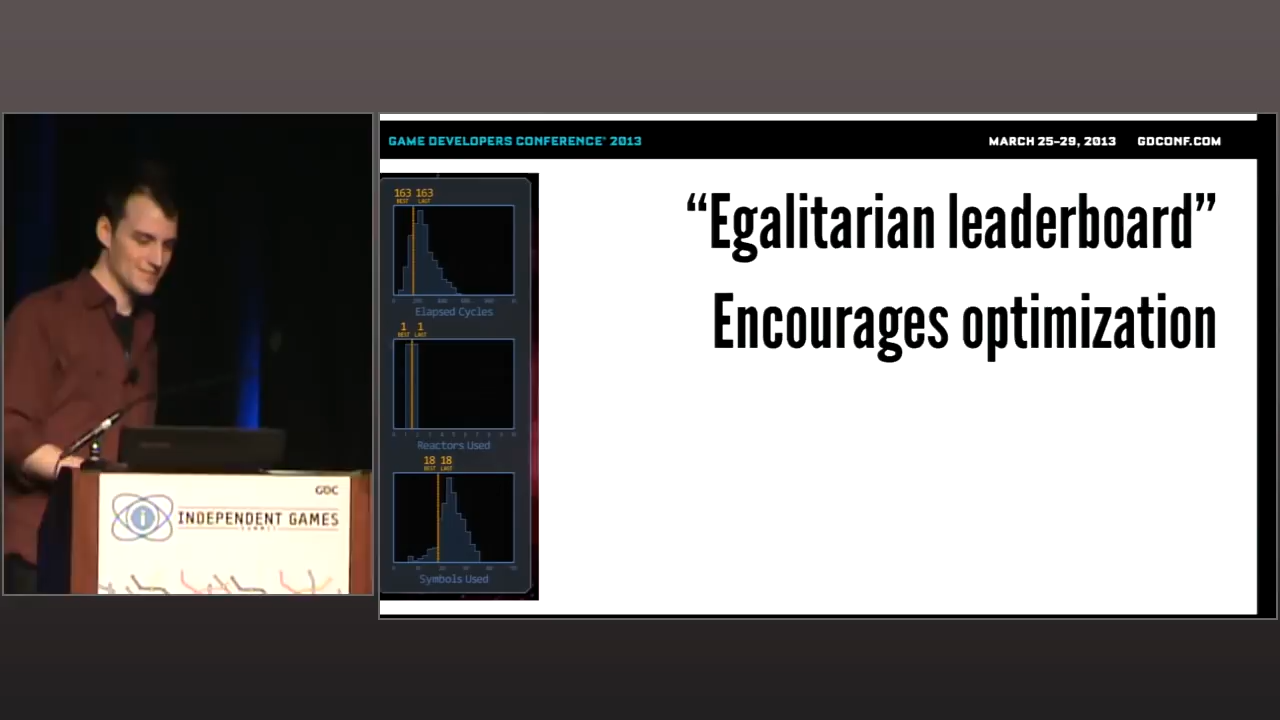 GAME DEVELOPERS CONFERENCE® 2013
MARCH 25–29, 2013 GDCONF.COM
“Egalitarian leaderboard”
Encourages optimization
163 163
BEST LAST
Elapsed Cycles
1 1
BEST LAST
Reactors Used
18 18
BEST LAST
Symbols Used
GDC
INDEPENDENT GAMES
SUMMIT